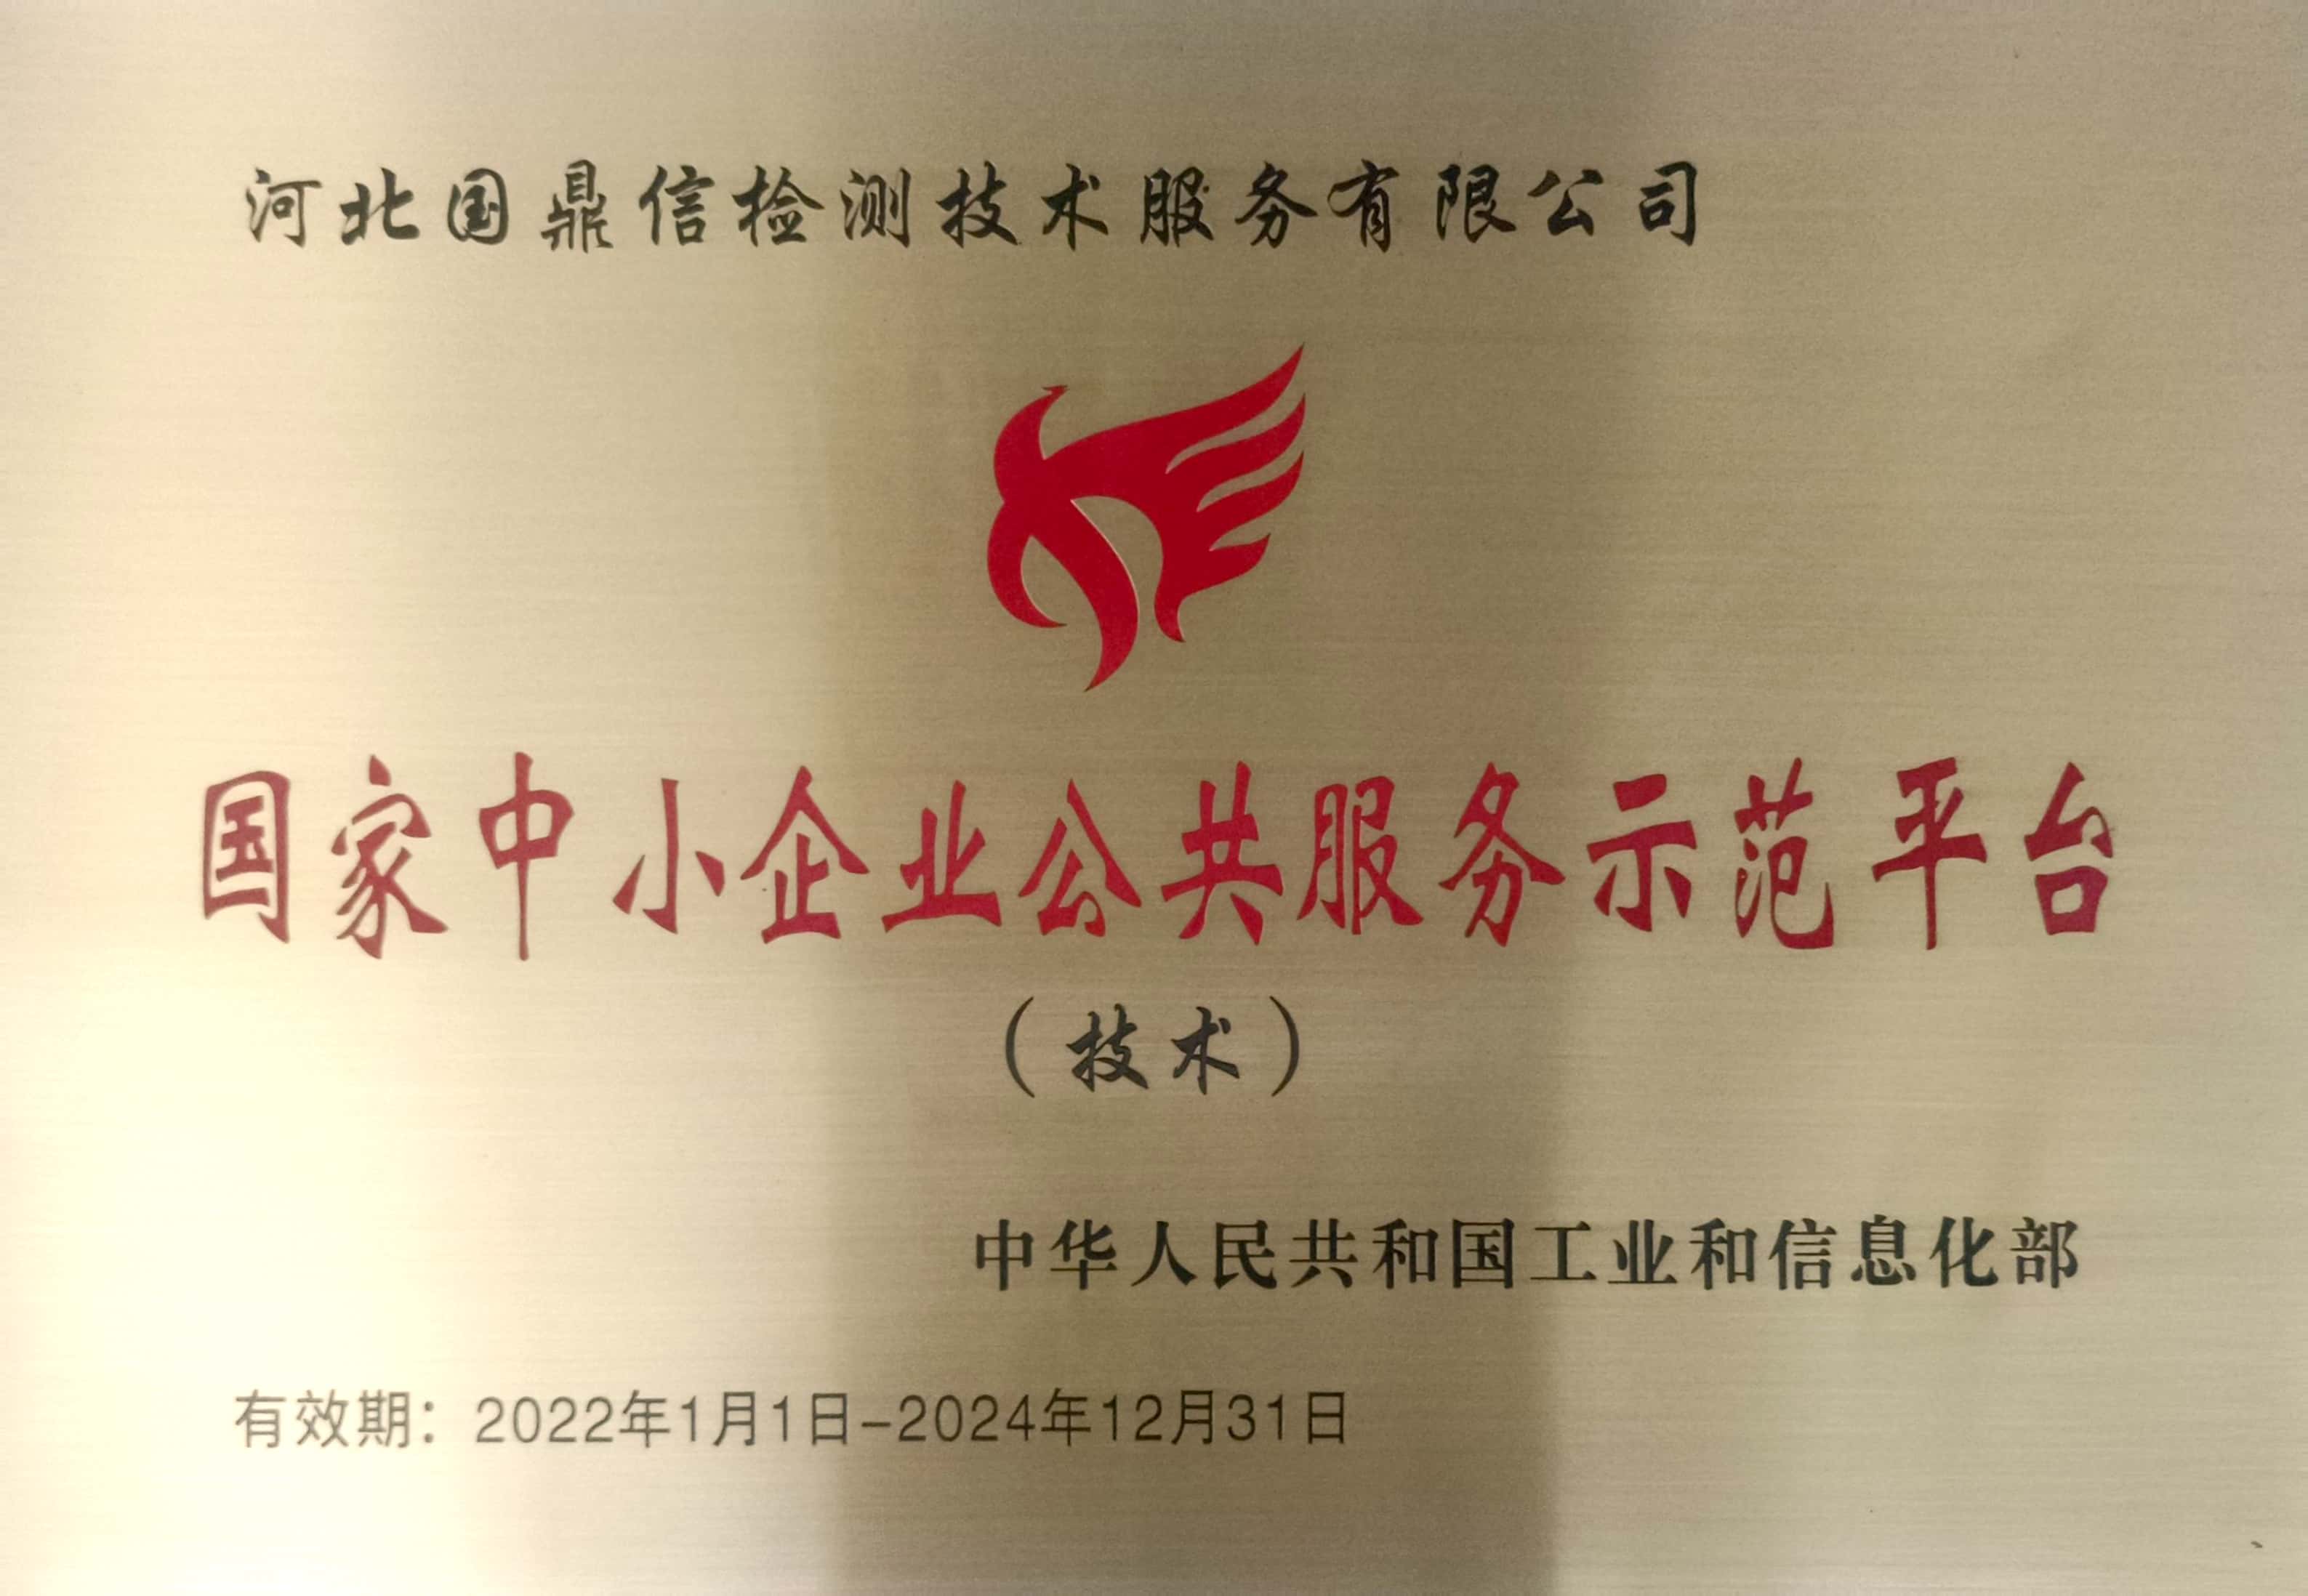 河北国鼎信检测技术服务有限公司
国家中小企业公共服务示范平台
（技术）
中华人民共和国工业和信息化部
有效期：2022年1月1日-2024年12月31日